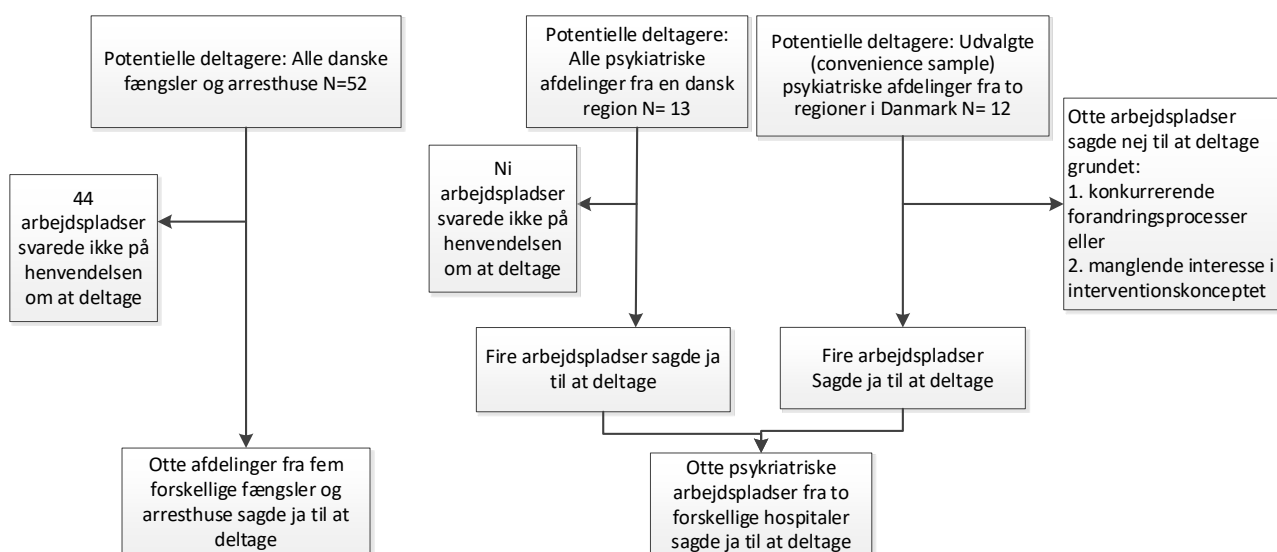 Potentielle deltagere: Alle danske
fængsler og arresthuse N=52
44
arbejdspladser
svarede ikke på
henvendelsen
om at deltage
Otte afdelinger fra fem
forskellige fængsler og
arresthuse sagde ja til at
deltage
Potentielle deltagere:
Alle psykiatriske
afdelinger fra en dansk
region N= 13
Ni
arbejdspladser
svarede ikke på
henvendelsen
om at deltage
Fire arbejdspladser sagde ja
til at deltage
Potentielle deltagere: Udvalgte
(convenience sample)
psykiatriske afdelinger fra to
regioner i Danmark N= 12
Otte arbejdspladser
sagde nej til at deltage
grundet:
1. konkurrerende
forandringsprocesser
eller
2. manglende interesse i
interventionskonceptet
Fire arbejdspladser
Sagde ja til at deltage
Otte psykriatriske
arbejdspladser fra to
forskellige hospitaler
sagde ja til at deltage